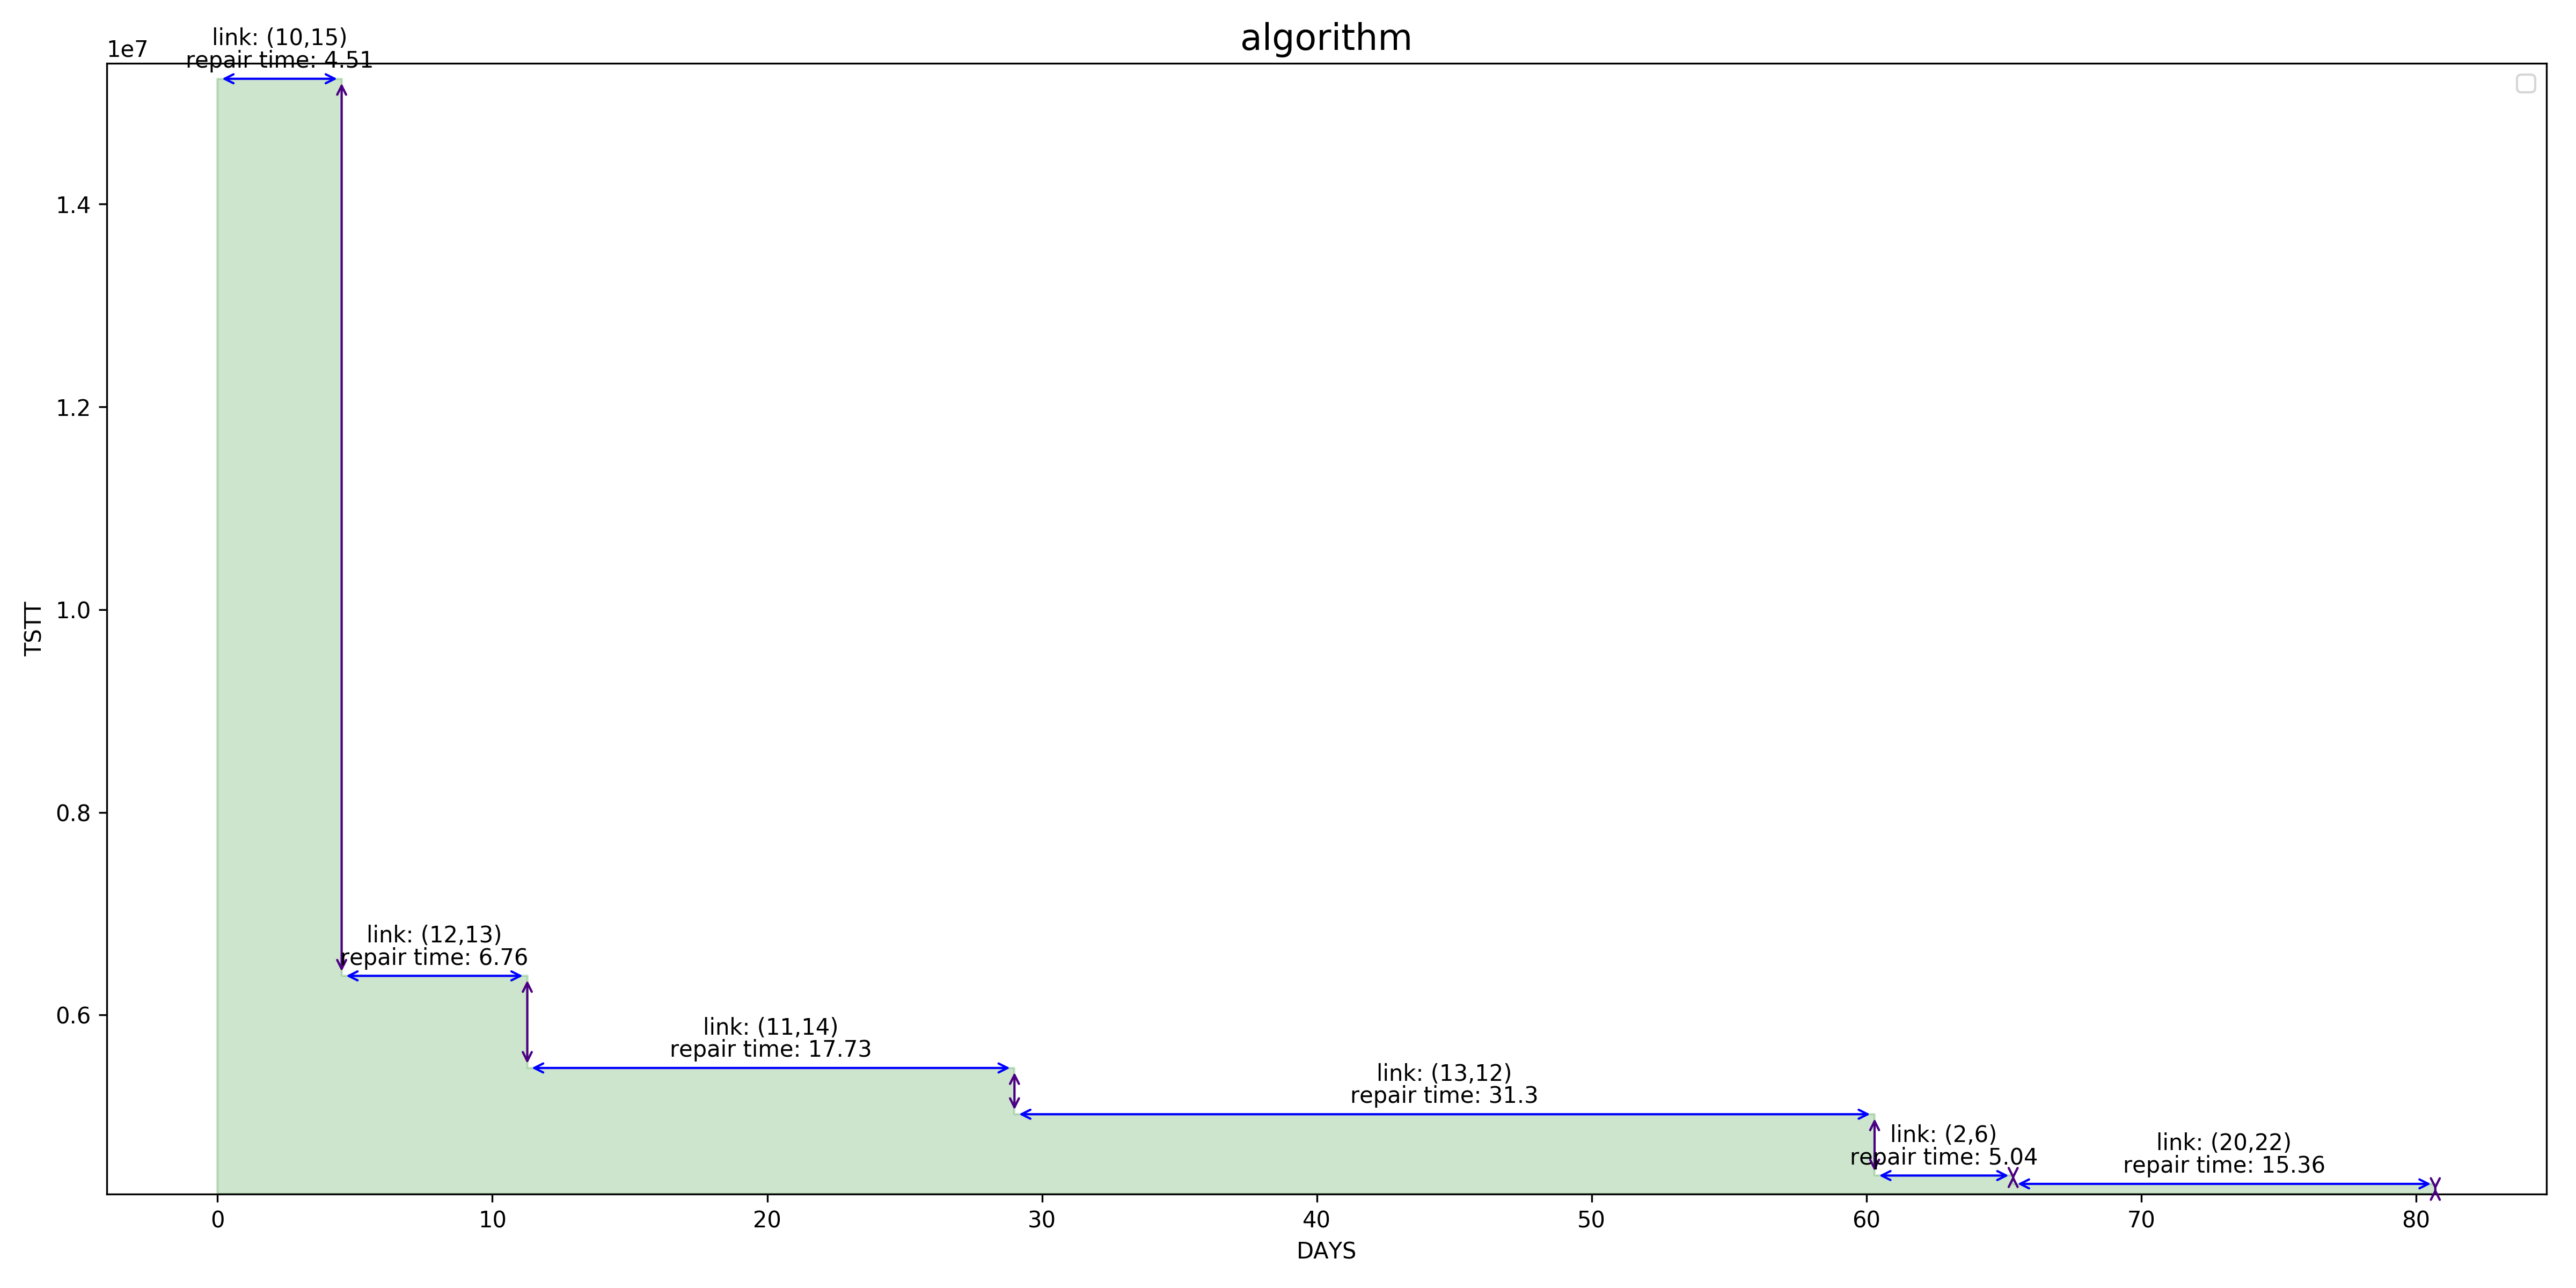 algorithm
1e7
link: (10,15)
repair time: 4.51
1.4
1.2
1.0
0.8
0.6
TSTT
link: (12,13)
repair time: 6.76
link: (11,14)
repair time: 17.73
link: (13,12)
repair time: 31.3
link: (2,6)
repair time: 5.04
link: (20,22)
repair time: 15.36
0 10 20 30 40 50 60 70 80
DAYS